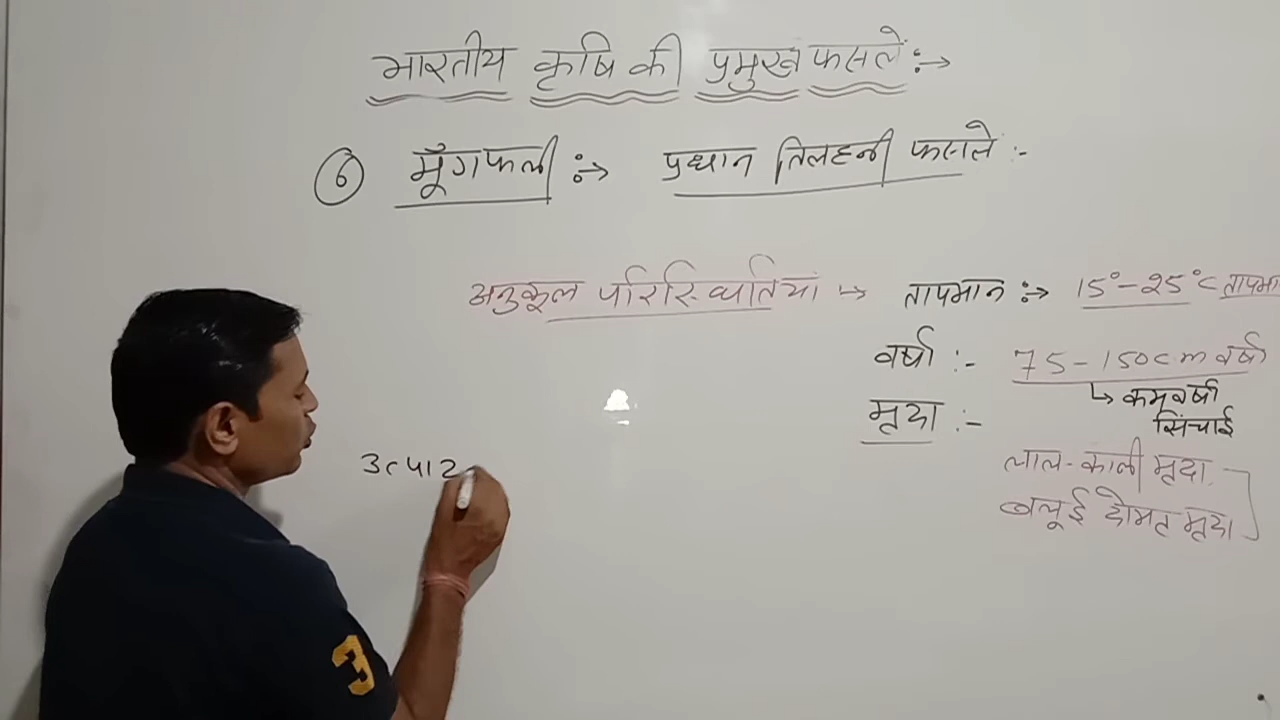 भारतीय कृषि की प्रमुख फसले :→
⑥ मूँगफली :→ प्रधान तिलहनी फसले :-
अनुकूल परिस्थितियां → तापमान :→ 15°-25°C तापमा
वर्षा :- 75-150cm वर्षा
↳ कम वर्षा
सिंचाई
मृदा :-
लाल-काली मृदा
बलूई दोमट मृदा
उत्पाद
3